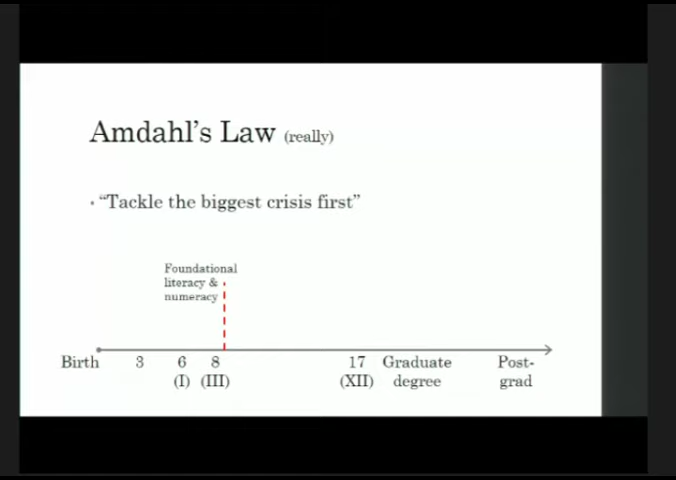 Amdahl's Law (really)
• “Tackle the biggest crisis first”
Foundational
literacy &
numeracy
Birth 3 6 8 17 Graduate Post-
(I) (III) (XII) degree grad